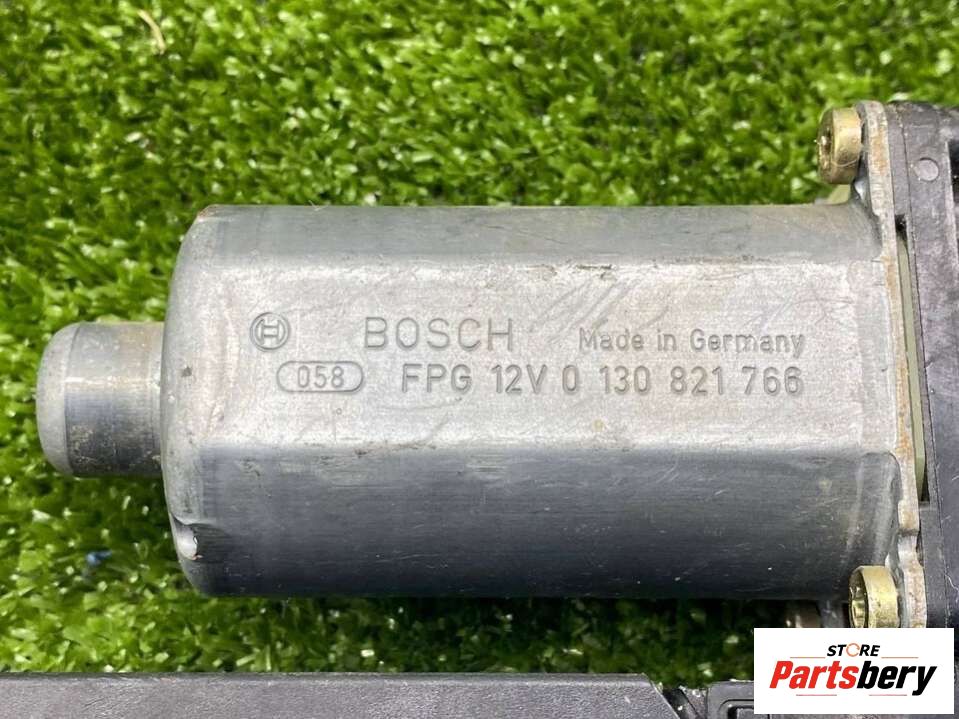 BOSCH Made in Germany
058 FPG 12V 0 130 821 766
STORE
Partsbery